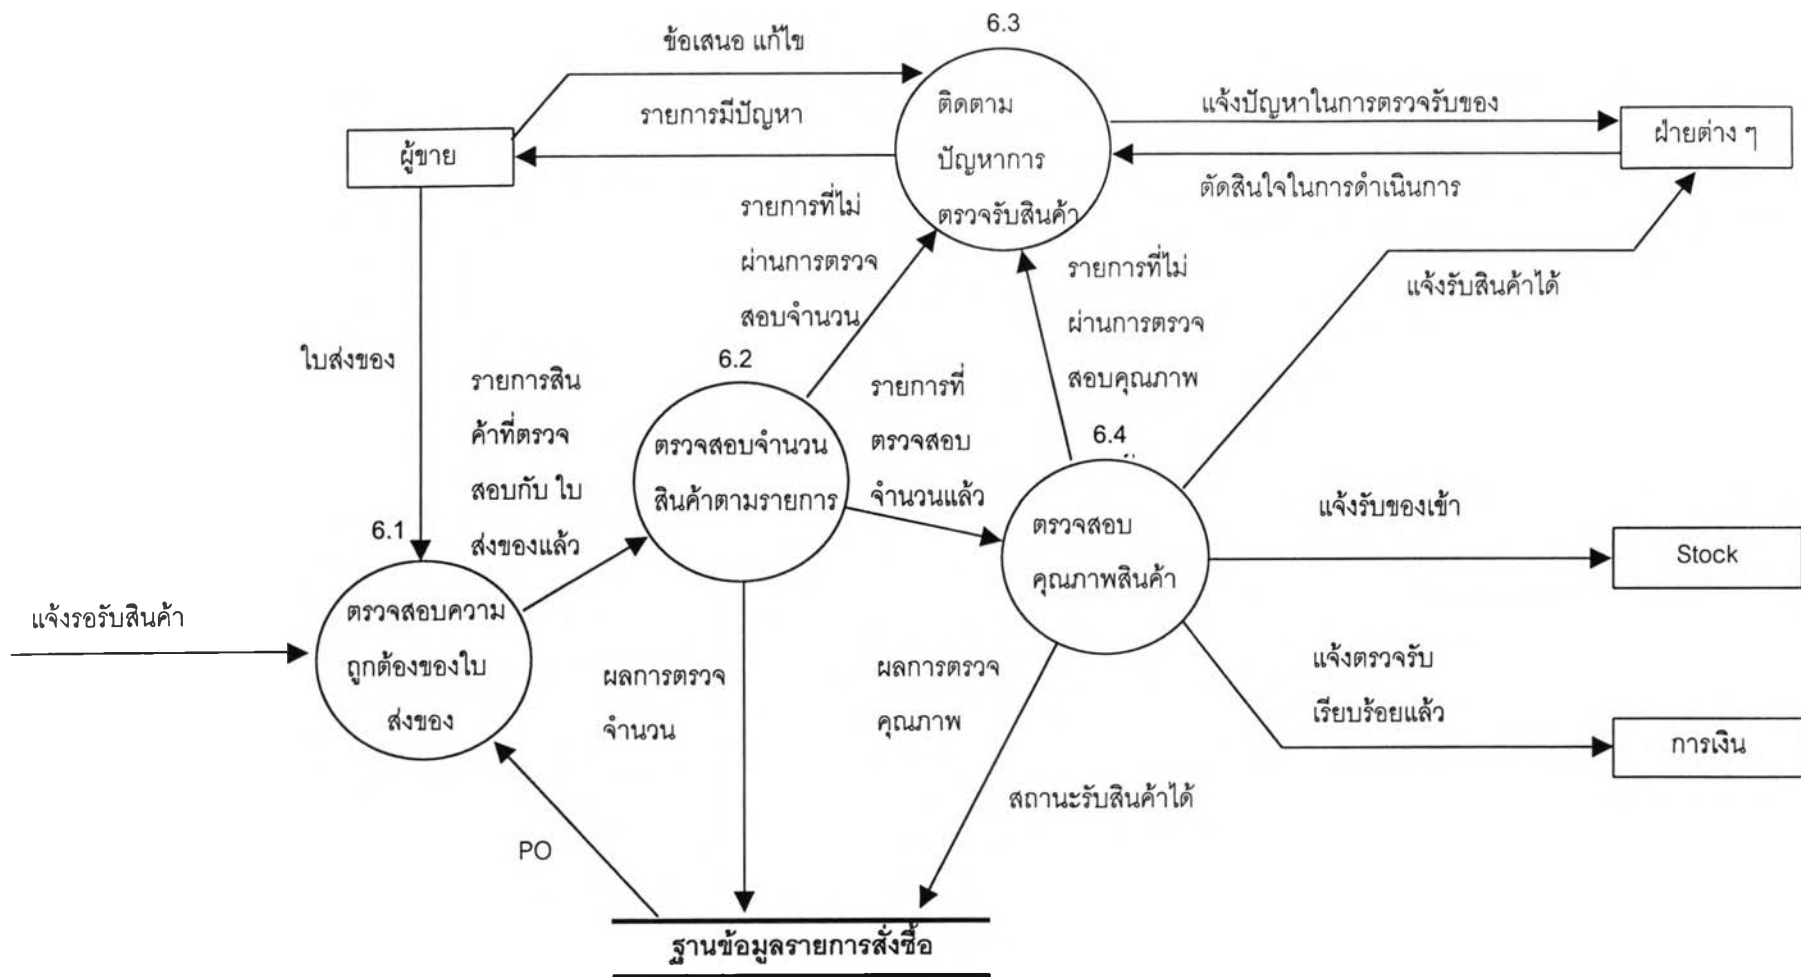 6.3
ข้อเสนอ แก้ไข
ติดตาม
ปัญหาการ
ตรวจรับสินค้า
รายการมีปัญหา
แจ้งปัญหาในการตรวจรับของ
ฝ่ายต่าง ๆ
ผู้ขาย
ตัดสินใจในการดำเนินการ
รายการที่ไม่
ผ่านการตรวจ
สอบจำนวน
รายการที่ไม่
ผ่านการตรวจ
สอบคุณภาพ
แจ้งรับสินค้าได้
ใบส่งของ
รายการสิน
ค้าที่ตรวจ
สอบกับ ใบ
ส่งของแล้ว
6.2
ตรวจสอบจำนวน
สินค้าตามรายการ
รายการที่
ตรวจสอบ
จำนวนแล้ว
6.4
ตรวจสอบ
คุณภาพสินค้า
แจ้งรับของเข้า
Stock
6.1
ตรวจสอบความ
ถูกต้องของใบ
ส่งของ
แจ้งรอรับสินค้า
ผลการตรวจ
จำนวน
ผลการตรวจ
คุณภาพ
แจ้งตรวจรับ
เรียบร้อยแล้ว
การเงิน
สถานะรับสินค้าได้
PO
ฐานข้อมูลรายการสั่งซื้อ